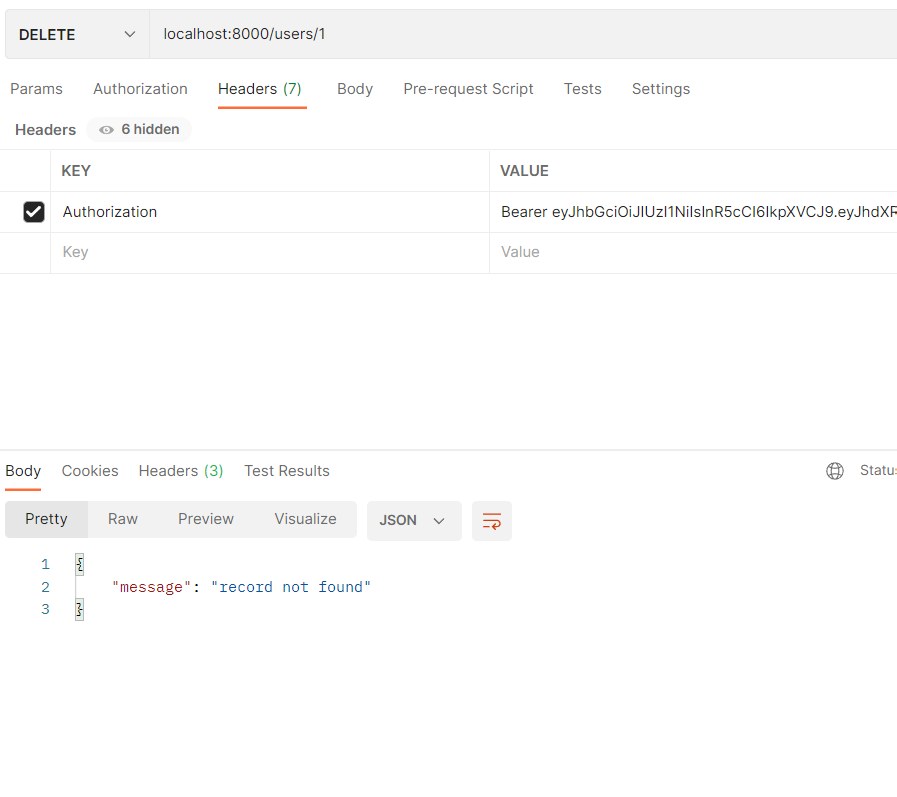 DELETE localhost:8000/users/1
Params Authorization Headers (7) Body Pre-request Script Tests Settings
Headers 6 hidden
KEY VALUE
Authorization Bearer eyJhbGciOiJIUzI1NiIsInR5cCI6IkpXVCJ9.eyJhdXR
Key Value
Body Cookies Headers (3) Test Results Status
Pretty Raw Preview Visualize JSON
1 {
2 "message": "record not found"
3 }